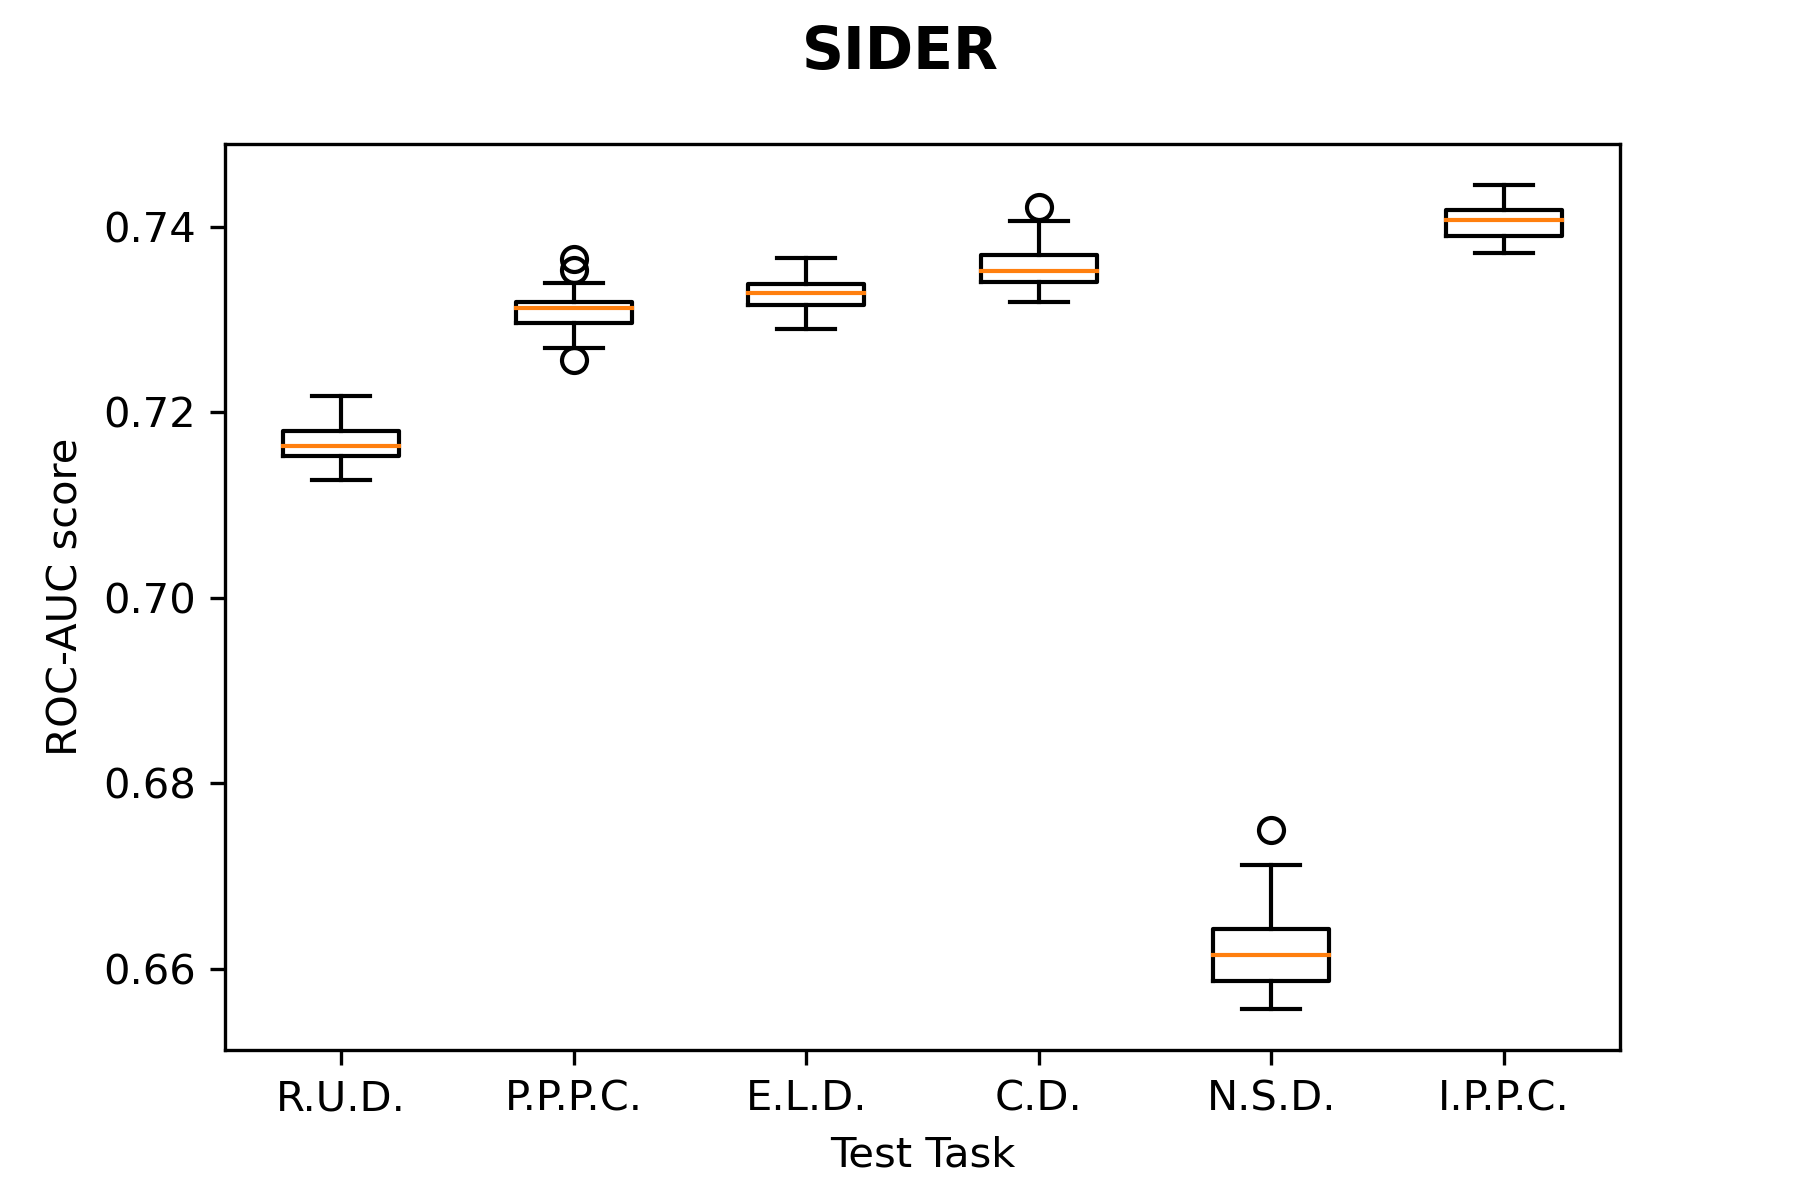 SIDER
ROC-AUC score
0.74
0.72
0.70
0.68
0.66
R.U.D. P.P.P.C. E.L.D. C.D. N.S.D. I.P.P.C.
Test Task